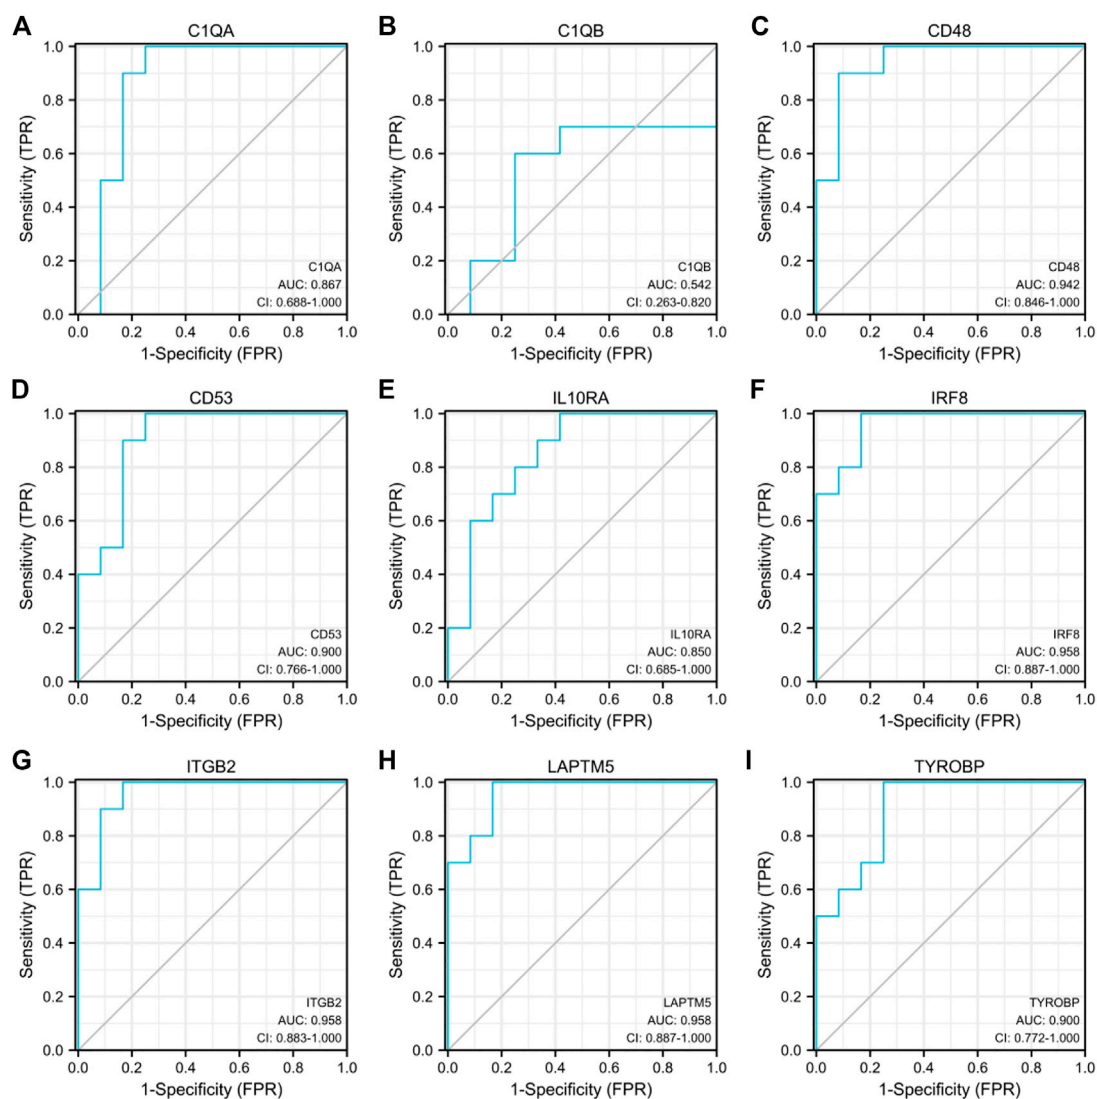 A
C1QA
Sensitivity (TPR)
1.0
0.8
0.6
0.4
0.2
0.0
C1QA
AUC: 0.867
CI: 0.688-1.000
0.0 0.2 0.4 0.6 0.8 1.0
1-Specificity (FPR)
B
C1QB
Sensitivity (TPR)
1.0
0.8
0.6
0.4
0.2
0.0
C1QB
AUC: 0.542
CI: 0.263-0.820
0.0 0.2 0.4 0.6 0.8 1.0
1-Specificity (FPR)
C
CD48
Sensitivity (TPR)
1.0
0.8
0.6
0.4
0.2
0.0
CD48
AUC: 0.942
CI: 0.846-1.000
0.0 0.2 0.4 0.6 0.8 1.0
1-Specificity (FPR)
D
CD53
Sensitivity (TPR)
1.0
0.8
0.6
0.4
0.2
0.0
CD53
AUC: 0.900
CI: 0.766-1.000
0.0 0.2 0.4 0.6 0.8 1.0
1-Specificity (FPR)
E
IL10RA
Sensitivity (TPR)
1.0
0.8
0.6
0.4
0.2
0.0
IL10RA
AUC: 0.850
CI: 0.685-1.000
0.0 0.2 0.4 0.6 0.8 1.0
1-Specificity (FPR)
F
IRF8
Sensitivity (TPR)
1.0
0.8
0.6
0.4
0.2
0.0
IRF8
AUC: 0.958
CI: 0.887-1.000
0.0 0.2 0.4 0.6 0.8 1.0
1-Specificity (FPR)
G
ITGB2
Sensitivity (TPR)
1.0
0.8
0.6
0.4
0.2
0.0
ITGB2
AUC: 0.958
CI: 0.883-1.000
0.0 0.2 0.4 0.6 0.8 1.0
1-Specificity (FPR)
H
LAPTM5
Sensitivity (TPR)
1.0
0.8
0.6
0.4
0.2
0.0
LAPTM5
AUC: 0.958
CI: 0.887-1.000
0.0 0.2 0.4 0.6 0.8 1.0
1-Specificity (FPR)
I
TYROBP
Sensitivity (TPR)
1.0
0.8
0.6
0.4
0.2
0.0
TYROBP
AUC: 0.900
CI: 0.772-1.000
0.0 0.2 0.4 0.6 0.8 1.0
1-Specificity (FPR)